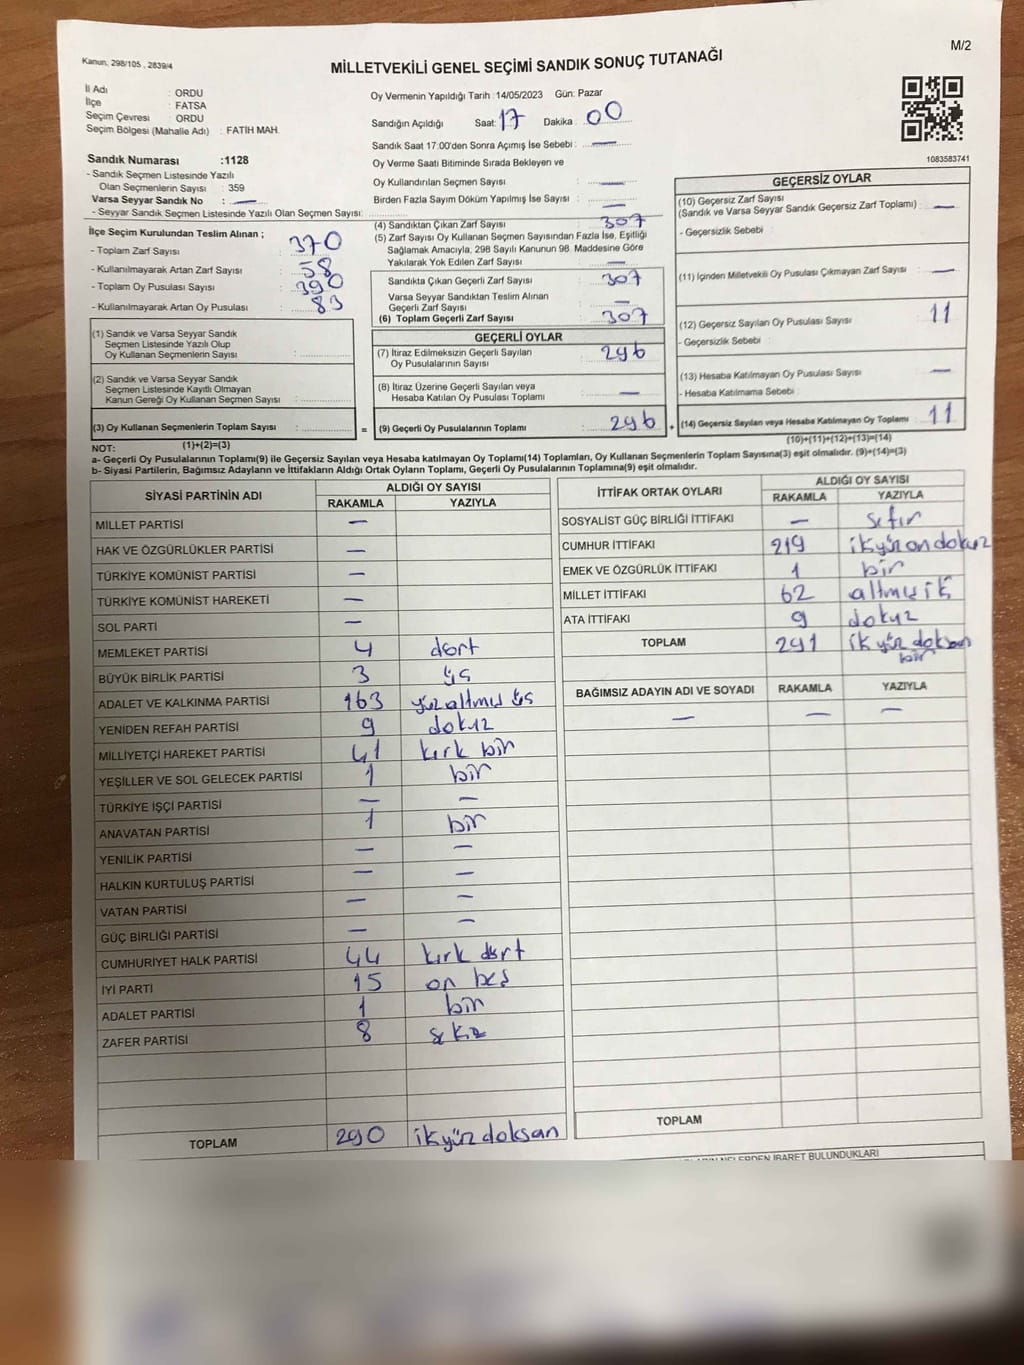 Kanun, 298/105 , 2839/4
M/2
MİLLETVEKİLİ GENEL SEÇİMİ SANDIK SONUÇ TUTANAĞI
İl Adı : ORDU
İlçe : FATSA
Seçim Çevresi : ORDU
Seçim Bölgesi (Mahalle Adı) : FATİH MAH.
Sandık Numarası :1128
- Sandık Seçmen Listesinde Yazılı
Olan Seçmenlerin Sayısı : 359
Varsa Seyyar Sandık No : —
- Seyyar Sandık Seçmen Listesinde Yazılı Olan Seçmen Sayısı:
İlçe Seçim Kurulundan Teslim Alınan ;
- Toplam Zarf Sayısı : 370
- Kullanılmayarak Artan Zarf Sayısı : 58
- Toplam Oy Pusulası Sayısı : 390
- Kullanılmayarak Artan Oy Pusulası : 83
(1) Sandık ve Varsa Seyyar Sandık
Seçmen Listesinde Yazılı Olup
Oy Kullanan Seçmenlerin Sayısı :
(2) Sandık ve Varsa Seyyar Sandık
Seçmen Listesinde Kayıtlı Olmayan
Kanun Gereği Oy Kullanan Seçmen Sayısı :
(3) Oy Kullanan Seçmenlerin Toplam Sayısı :
(1)+(2)=(3)
Oy Vermenin Yapıldığı Tarih :14/05/2023 Gün: Pazar
Sandığın Açıldığı Saat: 17 Dakika : 00
Sandık Saat 17:00'den Sonra Açımış İse Sebebi : —
Oy Verme Saati Bitiminde Sırada Bekleyen ve
Oy Kullandırılan Seçmen Sayısı : —
Birden Fazla Sayım Döküm Yapılmış İse Sayısı : —
(4) Sandıktan Çıkan Zarf Sayısı : 307
(5) Zarf Sayısı Oy Kullanan Seçmen Sayısından Fazla İse, Eşitliği
Sağlamak Amacıyla, 298 Sayılı Kanunun 98. Maddesine Göre
Yakılarak Yok Edilen Zarf Sayısı : —
Sandıkta Çıkan Geçerli Zarf Sayısı : 307
Varsa Seyyar Sandıktan Teslim Alınan
Geçerli Zarf Sayısı : —
(6) Toplam Geçerli Zarf Sayısı : 307
GEÇERLİ OYLAR
(7) İtiraz Edilmeksizin Geçerli Sayılan
Oy Pusulalarının Sayısı : 296
(8) İtiraz Üzerine Geçerli Sayılan veya
Hesaba Katılan Oy Pusulası Toplamı : —
= (9) Geçerli Oy Pusulalarının Toplamı : 296 +
1083583741
GEÇERSİZ OYLAR
(10) Geçersiz Zarf Sayısı
(Sandık ve Varsa Seyyar Sandık Geçersiz Zarf Toplamı) : —
- Geçersizlik Sebebi :
(11) İçinden Milletvekili Oy Pusulası Çıkmayan Zarf Sayısı : —
(12) Geçersiz Sayılan Oy Pusulası Sayısı : 11
- Geçersizlik Sebebi :
(13) Hesaba Katılmayan Oy Pusulası Sayısı : —
- Hesaba Katılmama Sebebi :
(14) Geçersiz Sayılan veya Hesaba Katılmayan Oy Toplamı : 11
(10)+(11)+(12)+(13)=(14)
NOT:
a- Geçerli Oy Pusulalarının Toplamı(9) ile Geçersiz Sayılan veya Hesaba katılmayan Oy Toplamı(14) Toplamları, Oy Kullanan Seçmenlerin Toplam Sayısına(3) eşit olmalıdır. (9)+(14)=(3)
b- Siyasi Partilerin, Bağımsız Adayların ve İttifakların Aldığı Ortak Oyların Toplamı, Geçerli Oy Pusulalarının Toplamına(9) eşit olmalıdır.
SİYASİ PARTİNİN ADI ALDIĞI OY SAYISI
RAKAMLA YAZIYLA
MİLLET PARTİSİ —
HAK VE ÖZGÜRLÜKLER PARTİSİ —
TÜRKİYE KOMÜNİST PARTİSİ —
TÜRKİYE KOMÜNİST HAREKETİ —
SOL PARTİ —
MEMLEKET PARTİSİ 4 dört
BÜYÜK BİRLİK PARTİSİ 3 üç
ADALET VE KALKINMA PARTİSİ 163 yüzaltmış üç
YENİDEN REFAH PARTİSİ 9 dokuz
MİLLİYETÇİ HAREKET PARTİSİ 41 kırk bir
YEŞİLLER VE SOL GELECEK PARTİSİ 1 bir
TÜRKİYE İŞÇİ PARTİSİ — —
ANAVATAN PARTİSİ 1 bir
YENİLİK PARTİSİ — —
HALKIN KURTULUŞ PARTİSİ — —
VATAN PARTİSİ — —
GÜÇ BİRLİĞİ PARTİSİ — —
CUMHURİYET HALK PARTİSİ 44 kırk dört
İYİ PARTİ 15 on beş
ADALET PARTİSİ 1 bir
ZAFER PARTİSİ 8 sekiz
TOPLAM 290 ikiyüz doksan
İTTİFAK ORTAK OYLARI ALDIĞI OY SAYISI
RAKAMLA YAZIYLA
SOSYALİST GÜÇ BİRLİĞİ İTTİFAKI — sıfır
CUMHUR İTTİFAKI 219 ikiyüzondokuz
EMEK VE ÖZGÜRLÜK İTTİFAKI 1 bir
MİLLET İTTİFAKI 62 altmış iki
ATA İTTİFAKI 9 dokuz
TOPLAM 291 ikiyüz doksan
bir
BAĞIMSIZ ADAYIN ADI VE SOYADI RAKAMLA YAZIYLA
— — —
TOPLAM
NELERDEN İBARET BULUNDUKLARI